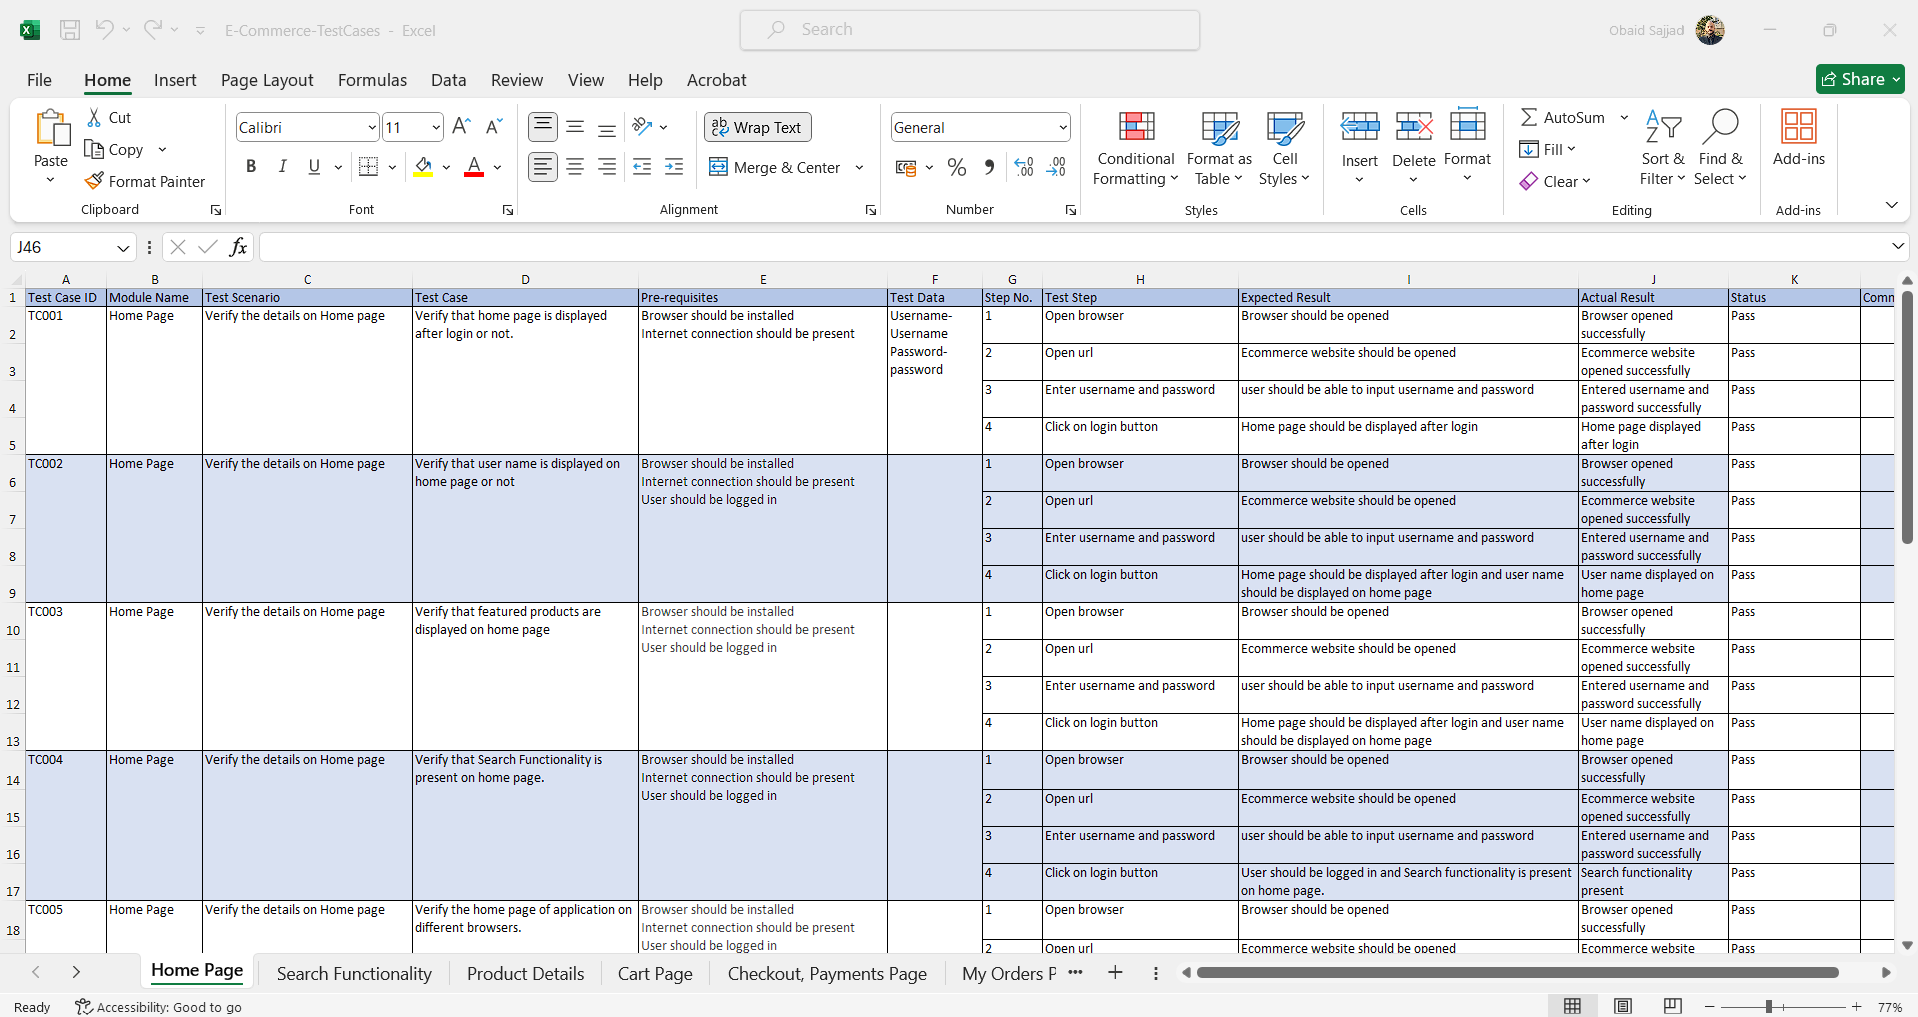 E-Commerce-TestCases - Excel
Search
Obaid Sajjad
File Home Insert Page Layout Formulas Data Review View Help Acrobat
Share
Paste
Cut
Copy
Format Painter
Clipboard
Calibri
11
B I U
Font
Wrap Text
Merge & Center
Alignment
General
Number
Conditional
Formatting
Format as
Table
Cell
Styles
Styles
Insert
Delete
Format
Cells
AutoSum
Fill
Clear
Sort &
Filter
Find &
Select
Editing
Add-ins
Add-ins
J46
fx
A B C D E F G H I J K
1 Test Case ID Module Name Test Scenario Test Case Pre-requisites Test Data Step No. Test Step Expected Result Actual Result Status Comn
2 TC001 Home Page Verify the details on Home page Verify that home page is displayed after login or not. Browser should be installed Internet connection should be present Username- Username Password- password 1 Open browser Browser should be opened Browser opened successfully Pass
3 2 Open url Ecommerce website should be opened Ecommerce website opened successfully Pass
4 3 Enter username and password user should be able to input username and password Entered username and password successfully Pass
5 4 Click on login button Home page should be displayed after login Home page displayed after login Pass
6 TC002 Home Page Verify the details on Home page Verify that user name is displayed on home page or not Browser should be installed Internet connection should be present User should be logged in 1 Open browser Browser should be opened Browser opened successfully Pass
7 2 Open url Ecommerce website should be opened Ecommerce website opened successfully Pass
8 3 Enter username and password user should be able to input username and password Entered username and password successfully Pass
9 4 Click on login button Home page should be displayed after login and user name should be displayed on home page User name displayed on home page Pass
10 TC003 Home Page Verify the details on Home page Verify that featured products are displayed on home page Browser should be installed Internet connection should be present User should be logged in 1 Open browser Browser should be opened Browser opened successfully Pass
11 2 Open url Ecommerce website should be opened Ecommerce website opened successfully Pass
12 3 Enter username and password user should be able to input username and password Entered username and password successfully Pass
13 4 Click on login button Home page should be displayed after login and user name should be displayed on home page User name displayed on home page Pass
14 TC004 Home Page Verify the details on Home page Verify that Search Functionality is present on home page. Browser should be installed Internet connection should be present User should be logged in 1 Open browser Browser should be opened Browser opened successfully Pass
15 2 Open url Ecommerce website should be opened Ecommerce website opened successfully Pass
16 3 Enter username and password user should be able to input username and password Entered username and password successfully Pass
17 4 Click on login button User should be logged in and Search functionality is present on home page. Search functionality present Pass
18 TC005 Home Page Verify the details on Home page Verify the home page of application on different browsers. Browser should be installed Internet connection should be present User should be logged in 1 Open browser Browser should be opened Browser opened successfully Pass
2 Open url Ecommerce website should be opened Ecommerce website Pass
Home Page Search Functionality Product Details Cart Page Checkout, Payments Page My Orders P
Ready Accessibility: Good to go 77%